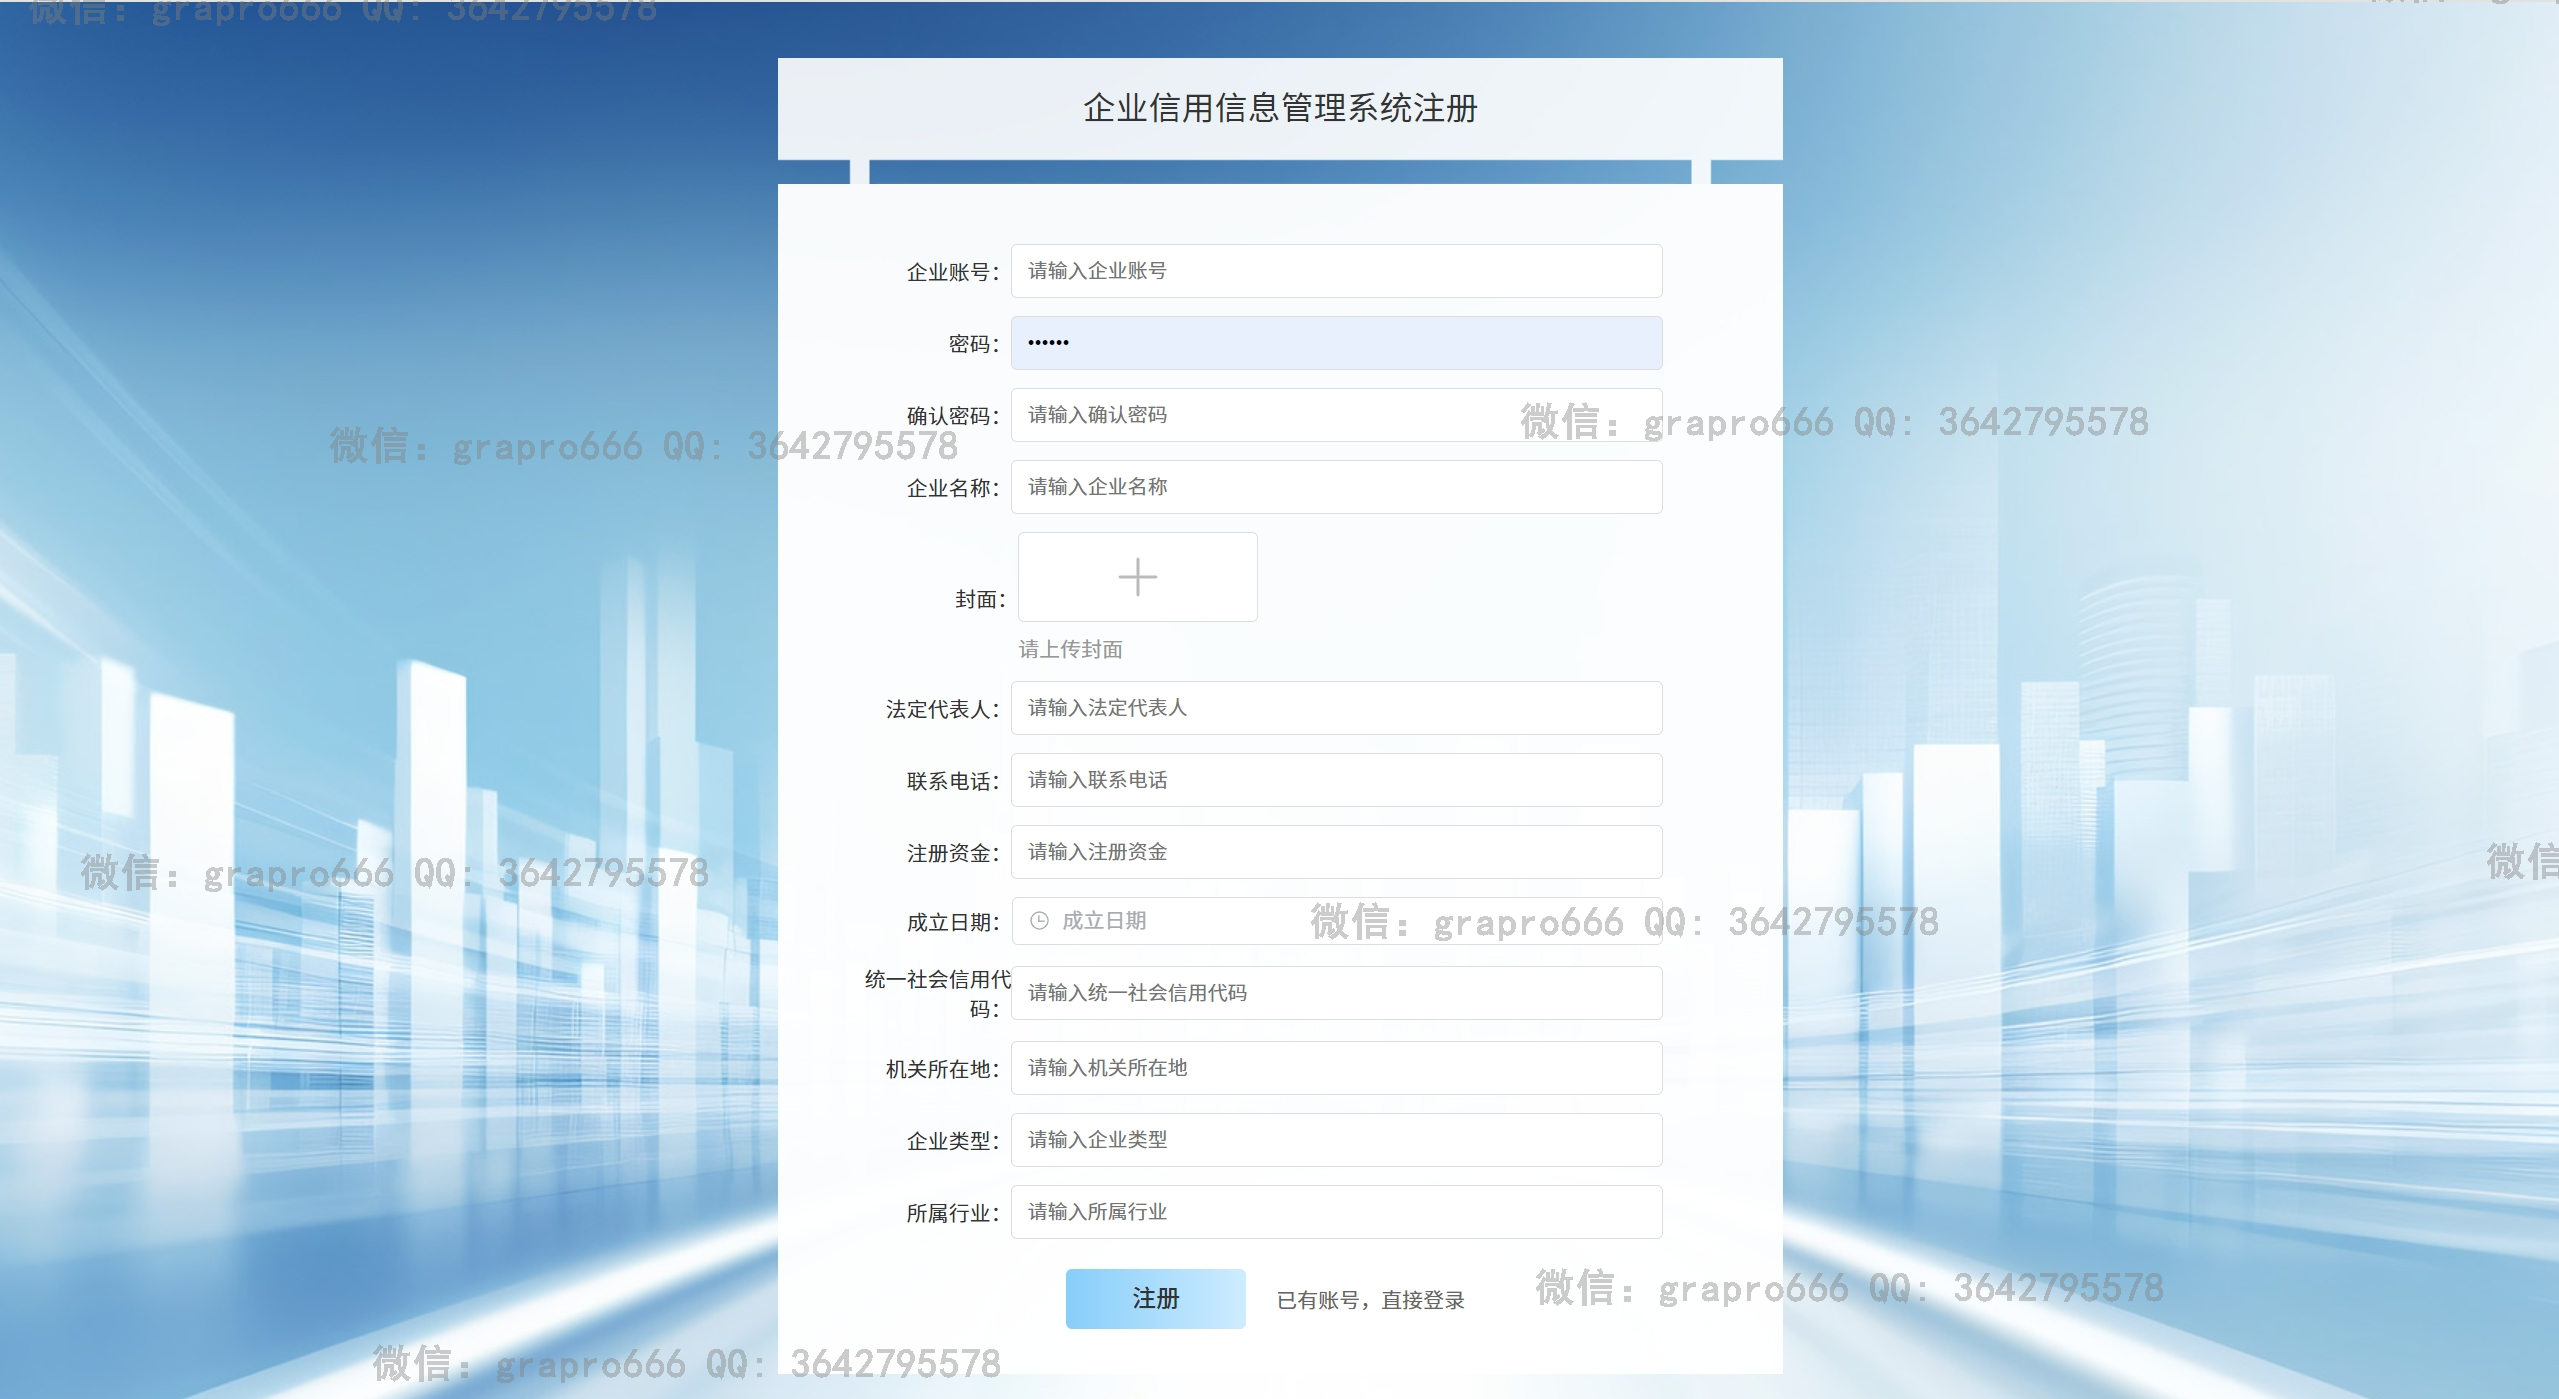 微信: grapro666 QQ: 3642795578
企业信用信息管理系统注册
企业账号:
请输入企业账号
密码:
••••••
确认密码:
请输入确认密码
微信: grapro666 QQ: 3642795578
微信: grapro666 QQ: 3642795578
企业名称:
请输入企业名称
封面:
请上传封面
法定代表人:
请输入法定代表人
联系电话:
请输入联系电话
注册资金:
请输入注册资金
微信: grapro666 QQ: 3642795578
微信
成立日期:
成立日期
微信: grapro666 QQ: 3642795578
统一社会信用代
码:
请输入统一社会信用代码
机关所在地:
请输入机关所在地
企业类型:
请输入企业类型
所属行业:
请输入所属行业
注册
已有账号，直接登录
微信: grapro666 QQ: 3642795578
微信: grapro666 QQ: 3642795578